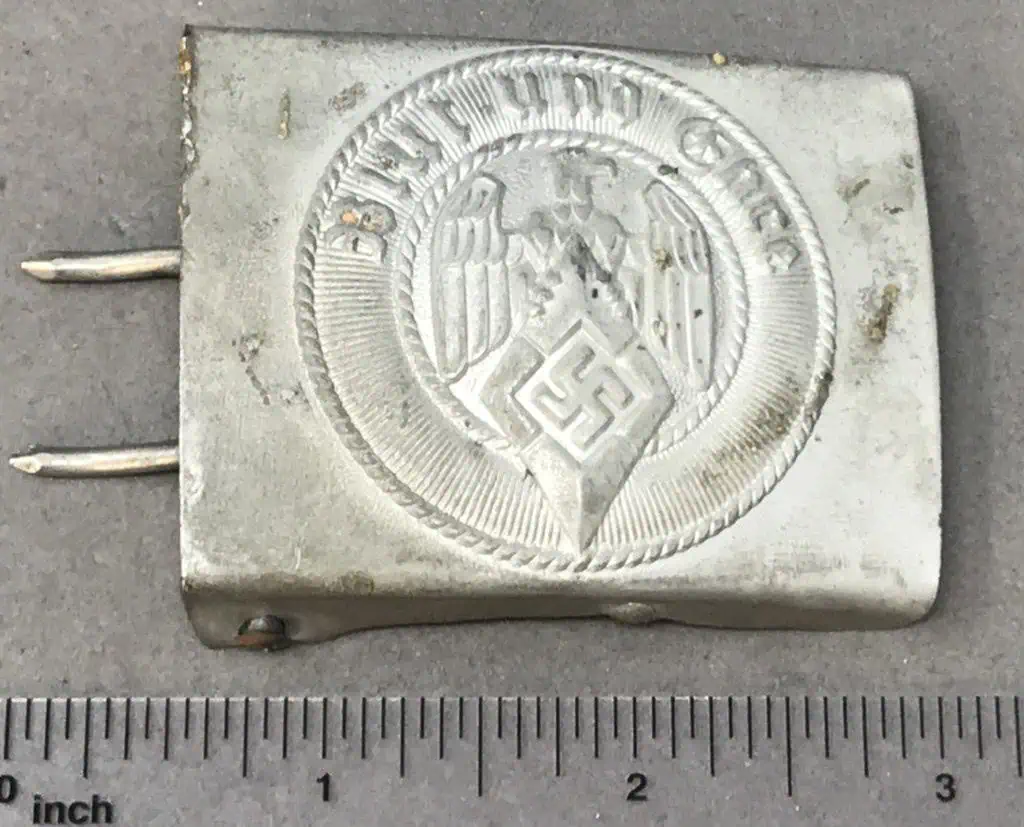 Blut und Ehre
0 1 2 3
inch